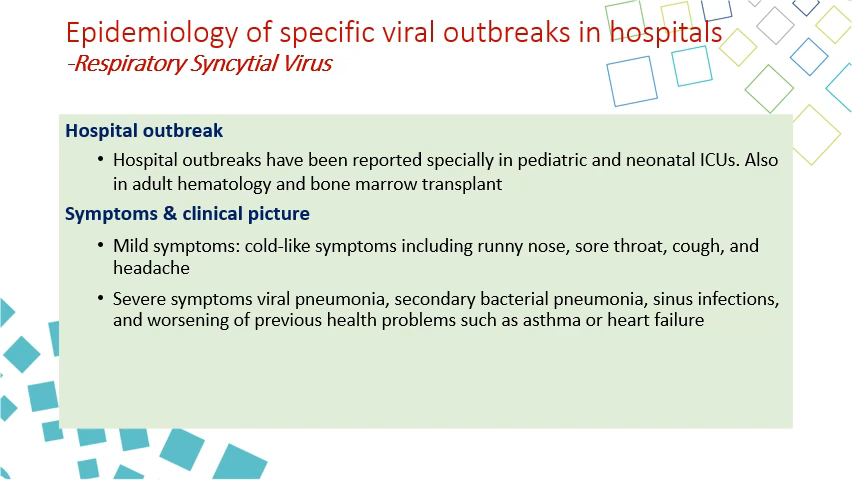 Epidemiology of specific viral outbreaks in hospitals
-Respiratory Syncytial Virus
Hospital outbreak
• Hospital outbreaks have been reported specially in pediatric and neonatal ICUs. Also
in adult hematology and bone marrow transplant
Symptoms & clinical picture
• Mild symptoms: cold-like symptoms including runny nose, sore throat, cough, and
headache
• Severe symptoms viral pneumonia, secondary bacterial pneumonia, sinus infections,
and worsening of previous health problems such as asthma or heart failure